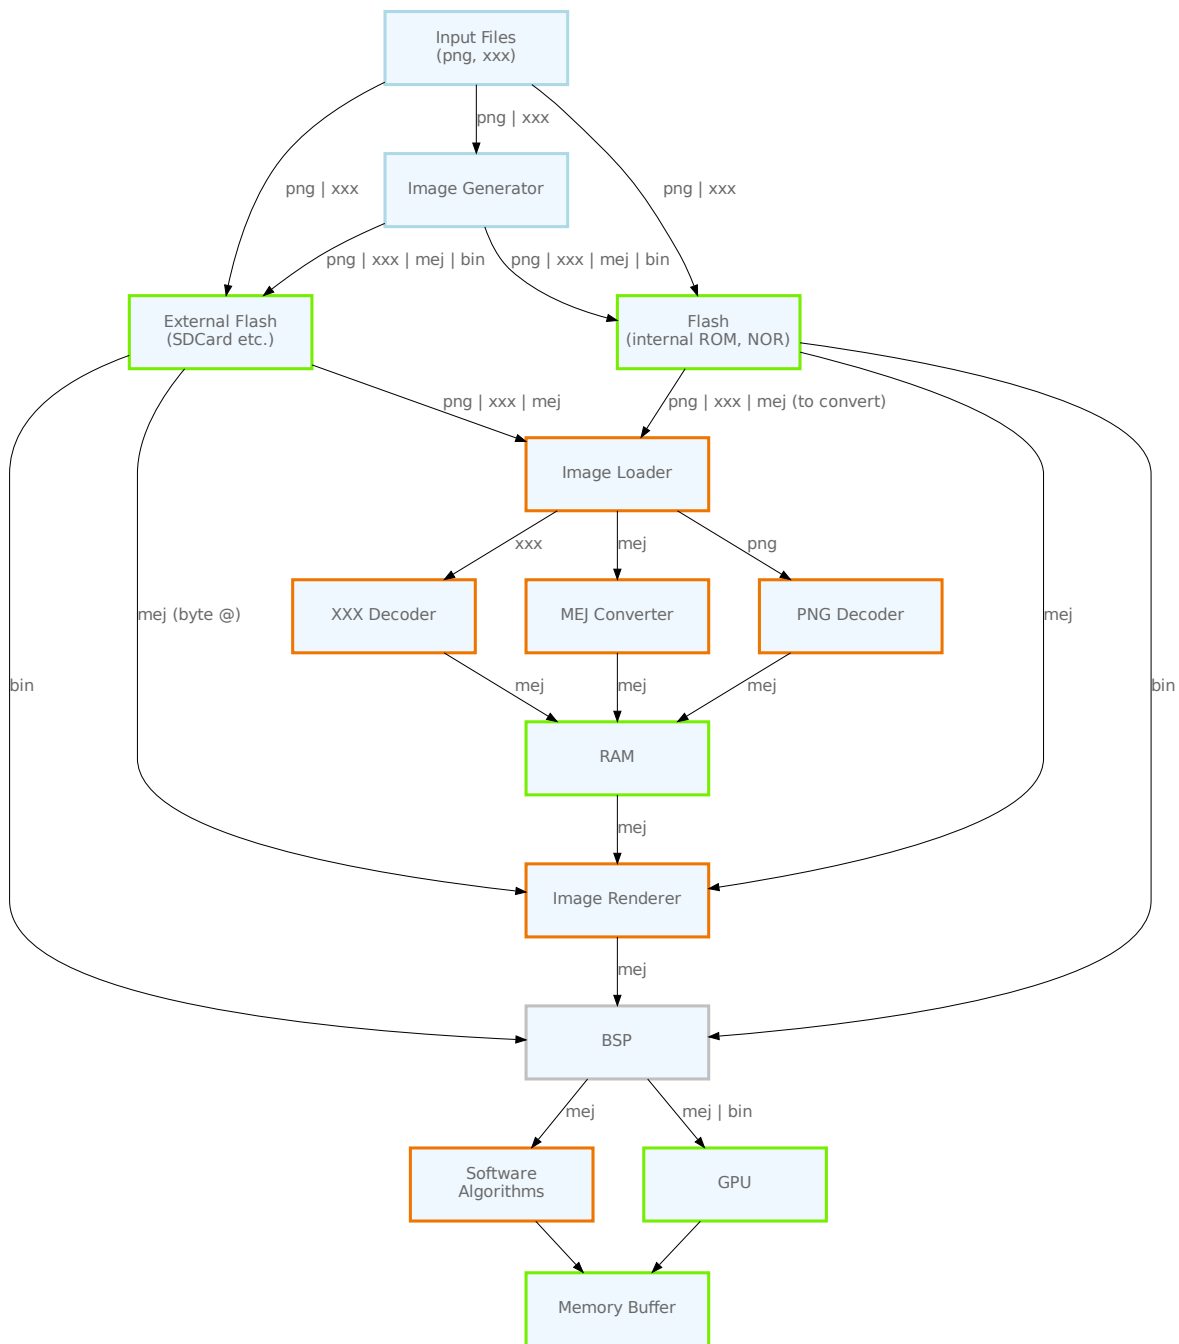 Input Files
(png, xxx)
png | xxx
Image Generator
png | xxx
png | xxx
png | xxx | mej | bin
png | xxx | mej | bin
External Flash
(SDCard etc.)
Flash
(internal ROM, NOR)
png | xxx | mej
png | xxx | mej (to convert)
Image Loader
xxx
mej
png
XXX Decoder
MEJ Converter
PNG Decoder
mej (byte @)
mej
bin
mej
mej
mej
bin
RAM
mej
Image Renderer
mej
BSP
mej
mej | bin
Software
Algorithms
GPU
Memory Buffer